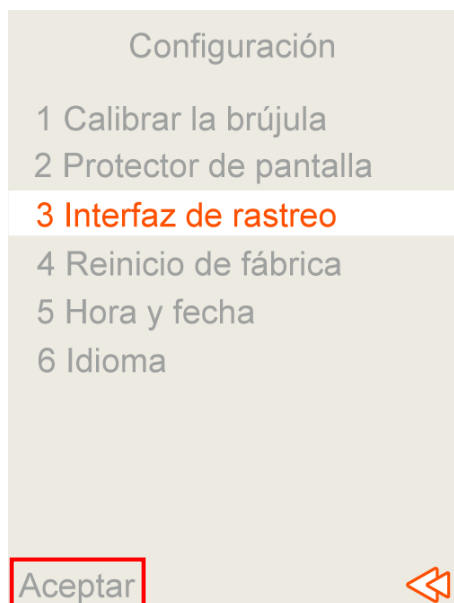 Configuración
1 Calibrar la brújula
2 Protector de pantalla
3 Interfaz de rastreo
4 Reinicio de fábrica
5 Hora y fecha
6 Idioma
Aceptar